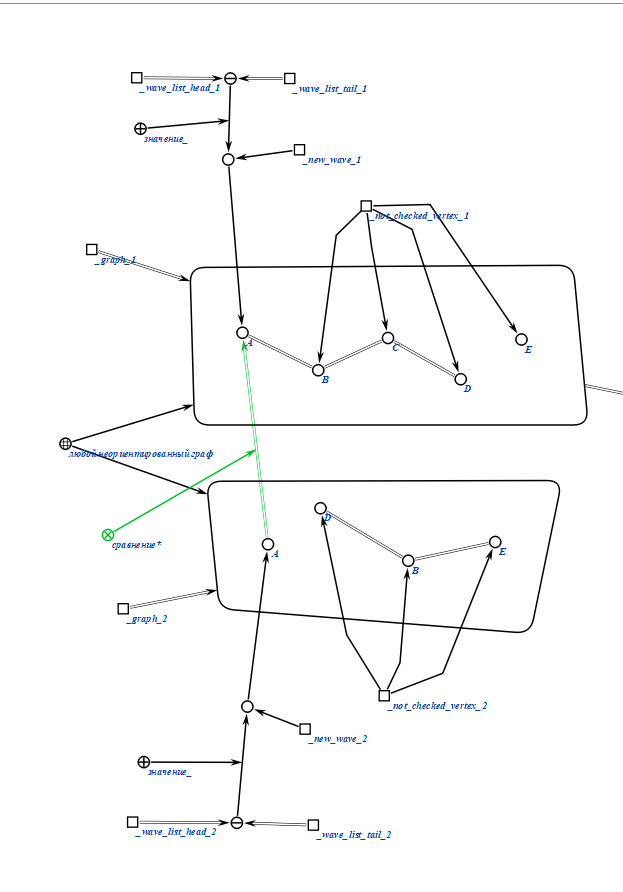 _wave_list_head_1
_wave_list_tail_1
значение_
_new_wave_1
_not_checked_vertex_1
_graph_1
A
C
E
B
D
любой неориентированный граф
D
сравнение*
A
E
B
_graph_2
_not_checked_vertex_2
_new_wave_2
значение_
_wave_list_head_2
_wave_list_tail_2